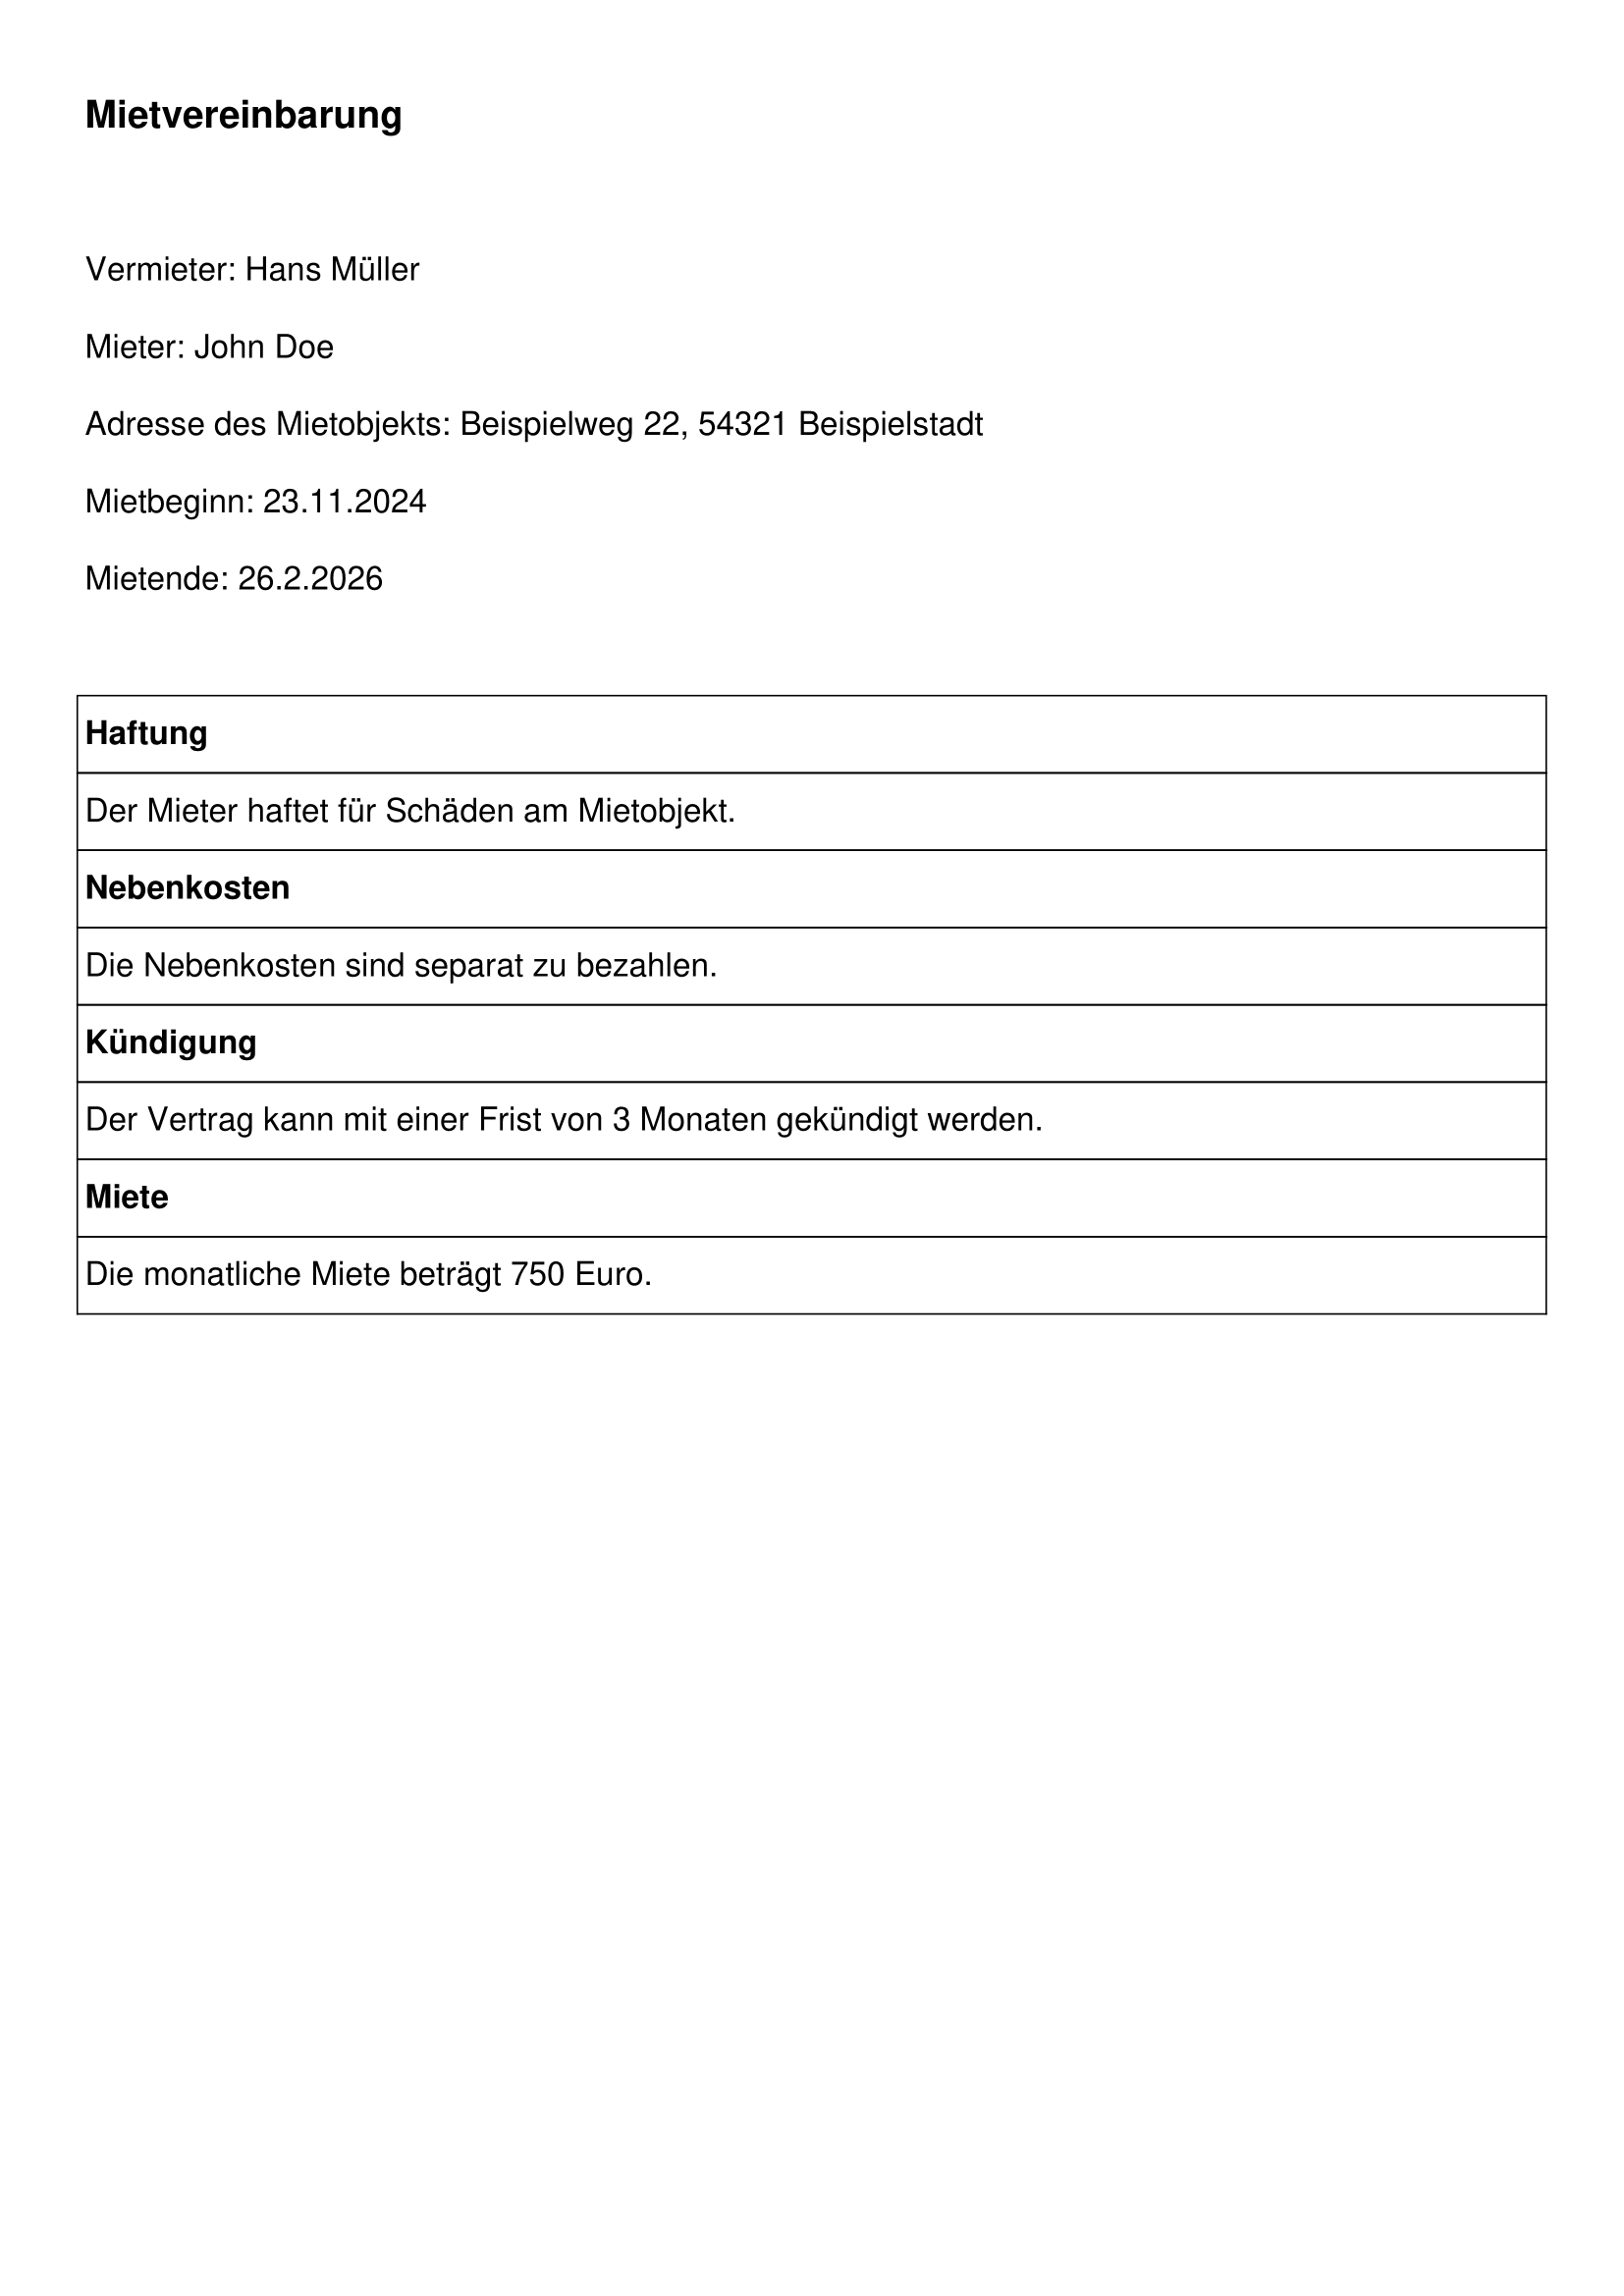 Mietvereinbarung
Vermieter: Hans Müller
Mieter: John Doe
Adresse des Mietobjekts: Beispielweg 22, 54321 Beispielstadt
Mietbeginn: 23.11.2024
Mietende: 26.2.2026
Haftung
Der Mieter haftet für Schäden am Mietobjekt.
Nebenkosten
Die Nebenkosten sind separat zu bezahlen.
Kündigung
Der Vertrag kann mit einer Frist von 3 Monaten gekündigt werden.
Miete
Die monatliche Miete beträgt 750 Euro.